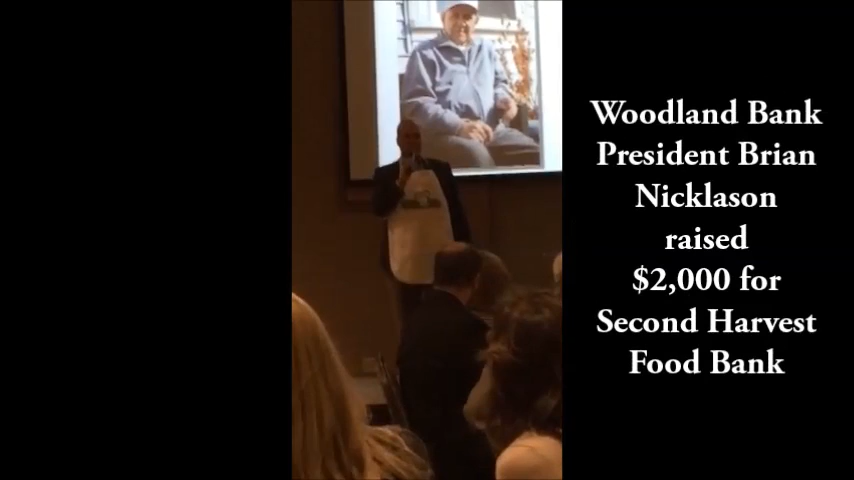 Woodland Bank
President Brian
Nicklason
raised
$2,000 for
Second Harvest
Food Bank